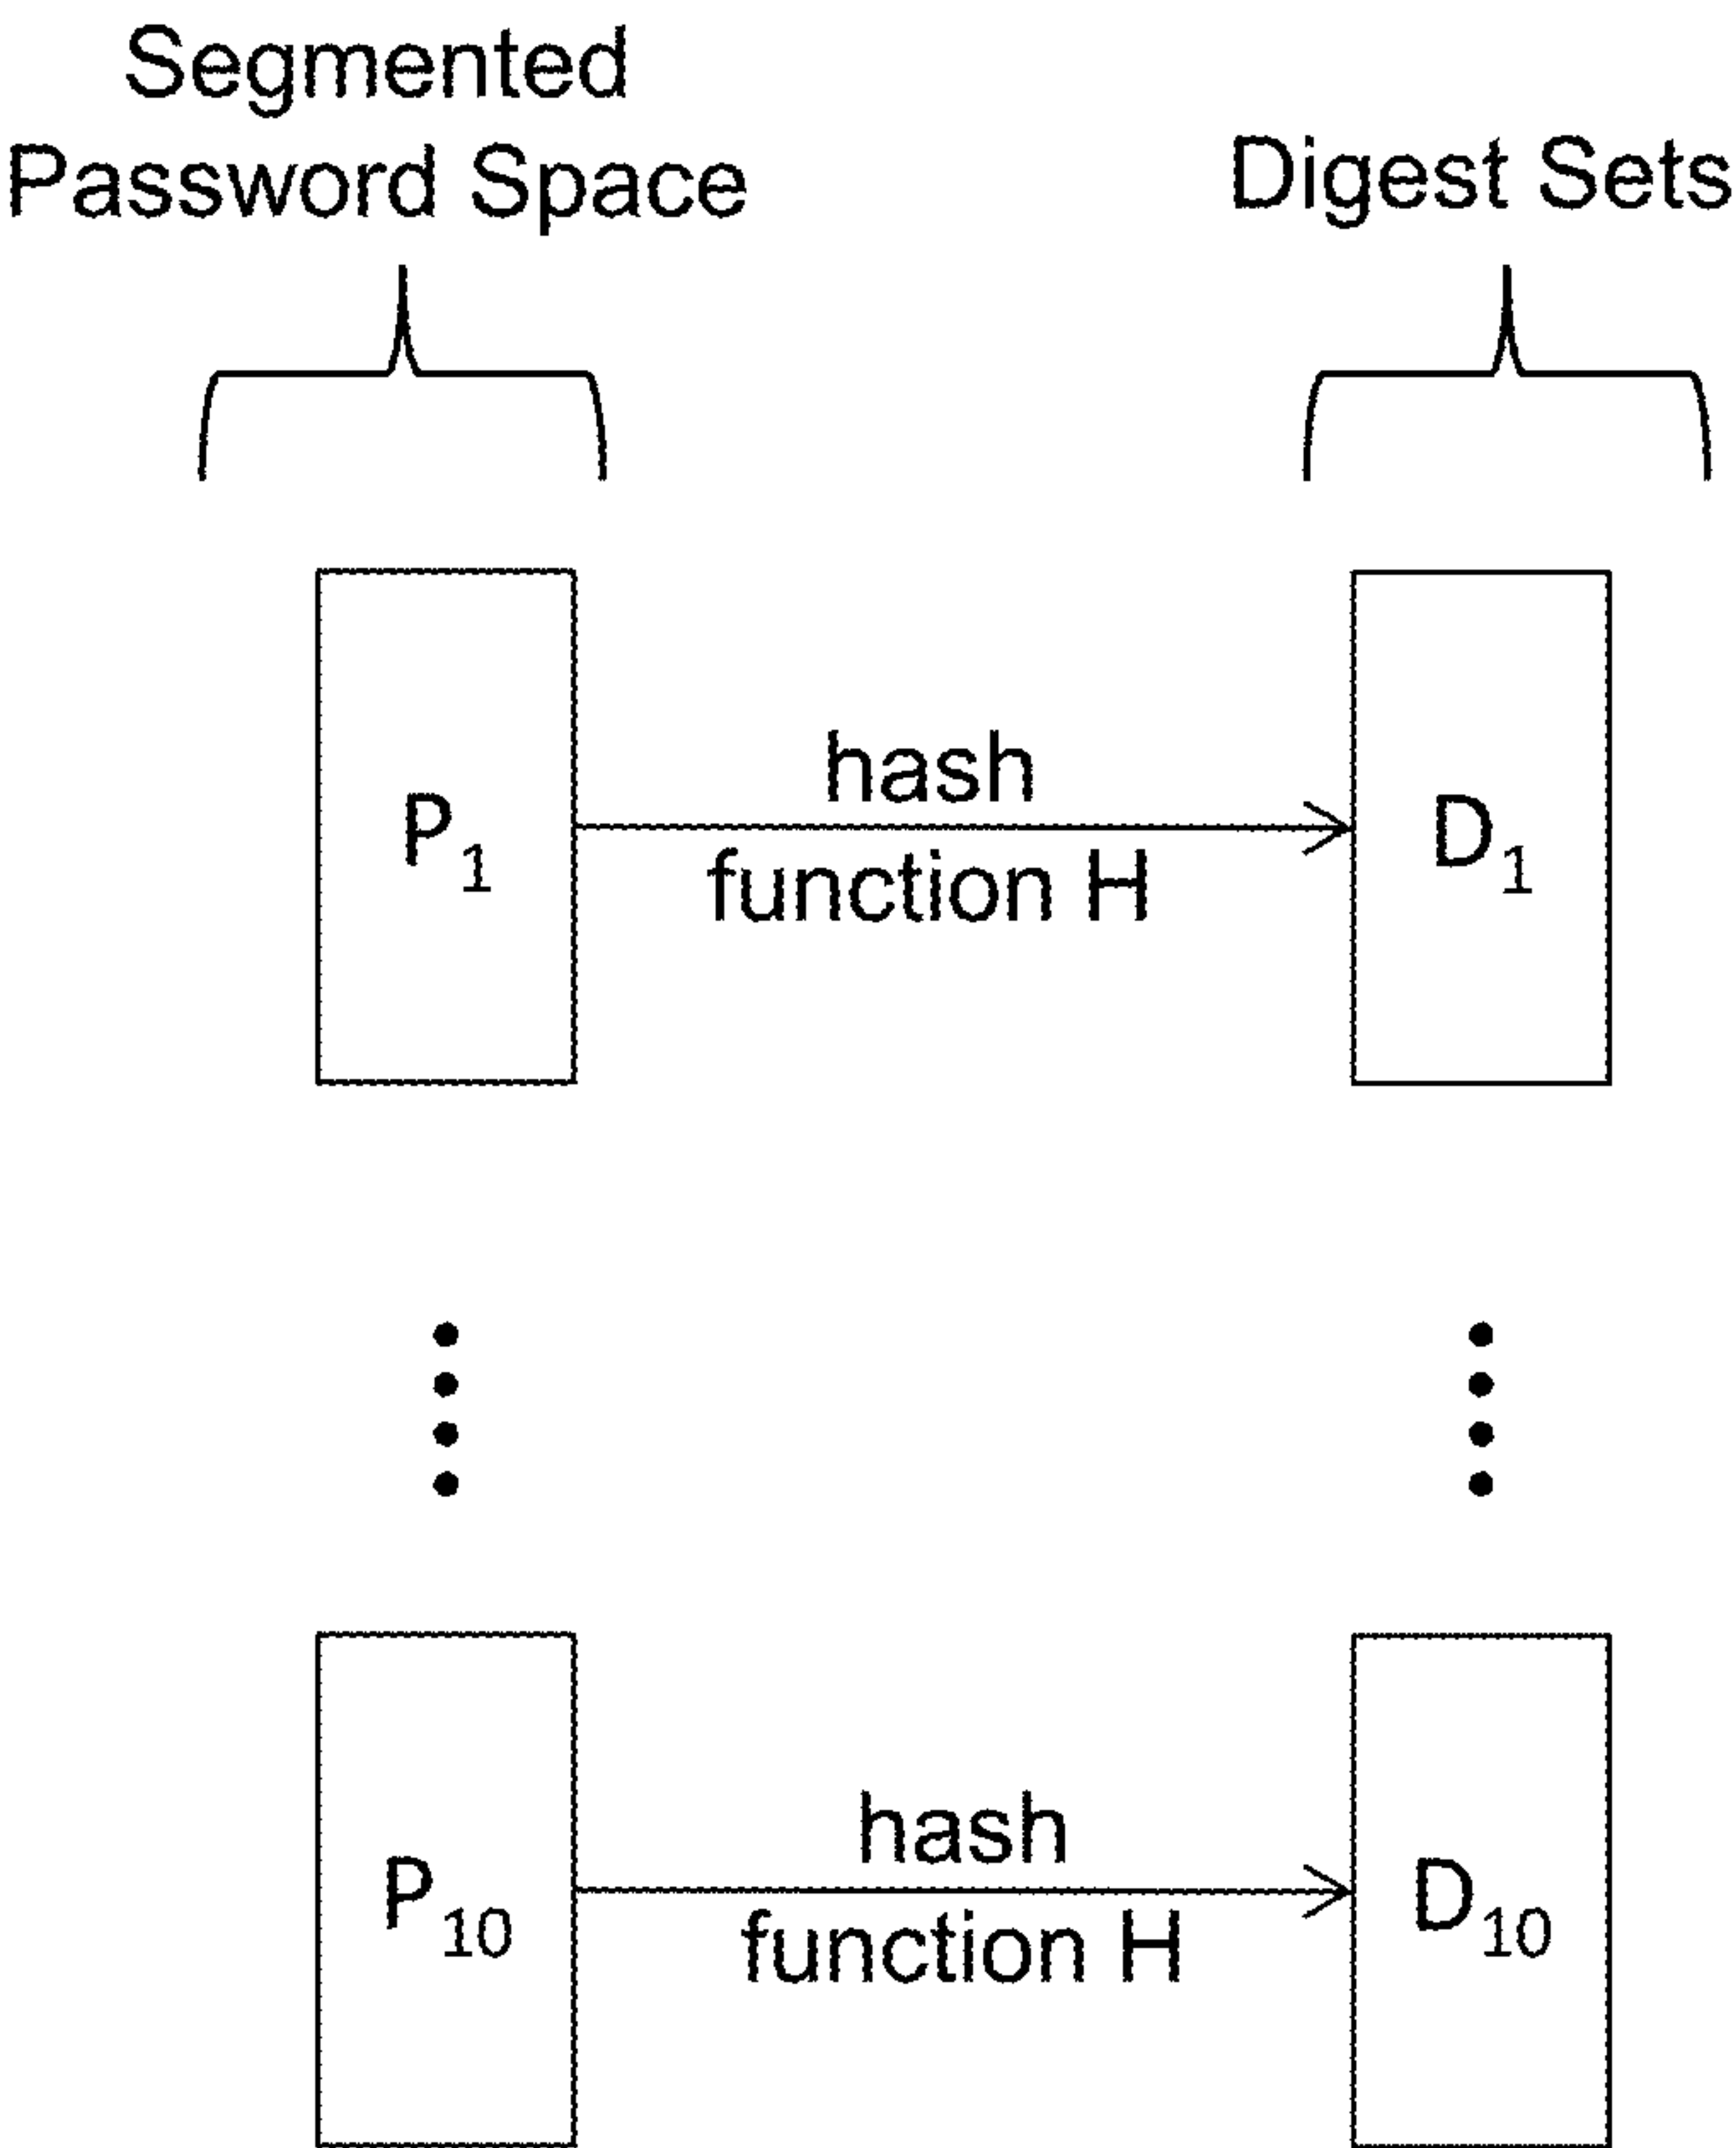 Segmented
Password Space
Digest Sets
P1
hash
function H
D1
P10
hash
function H
D10